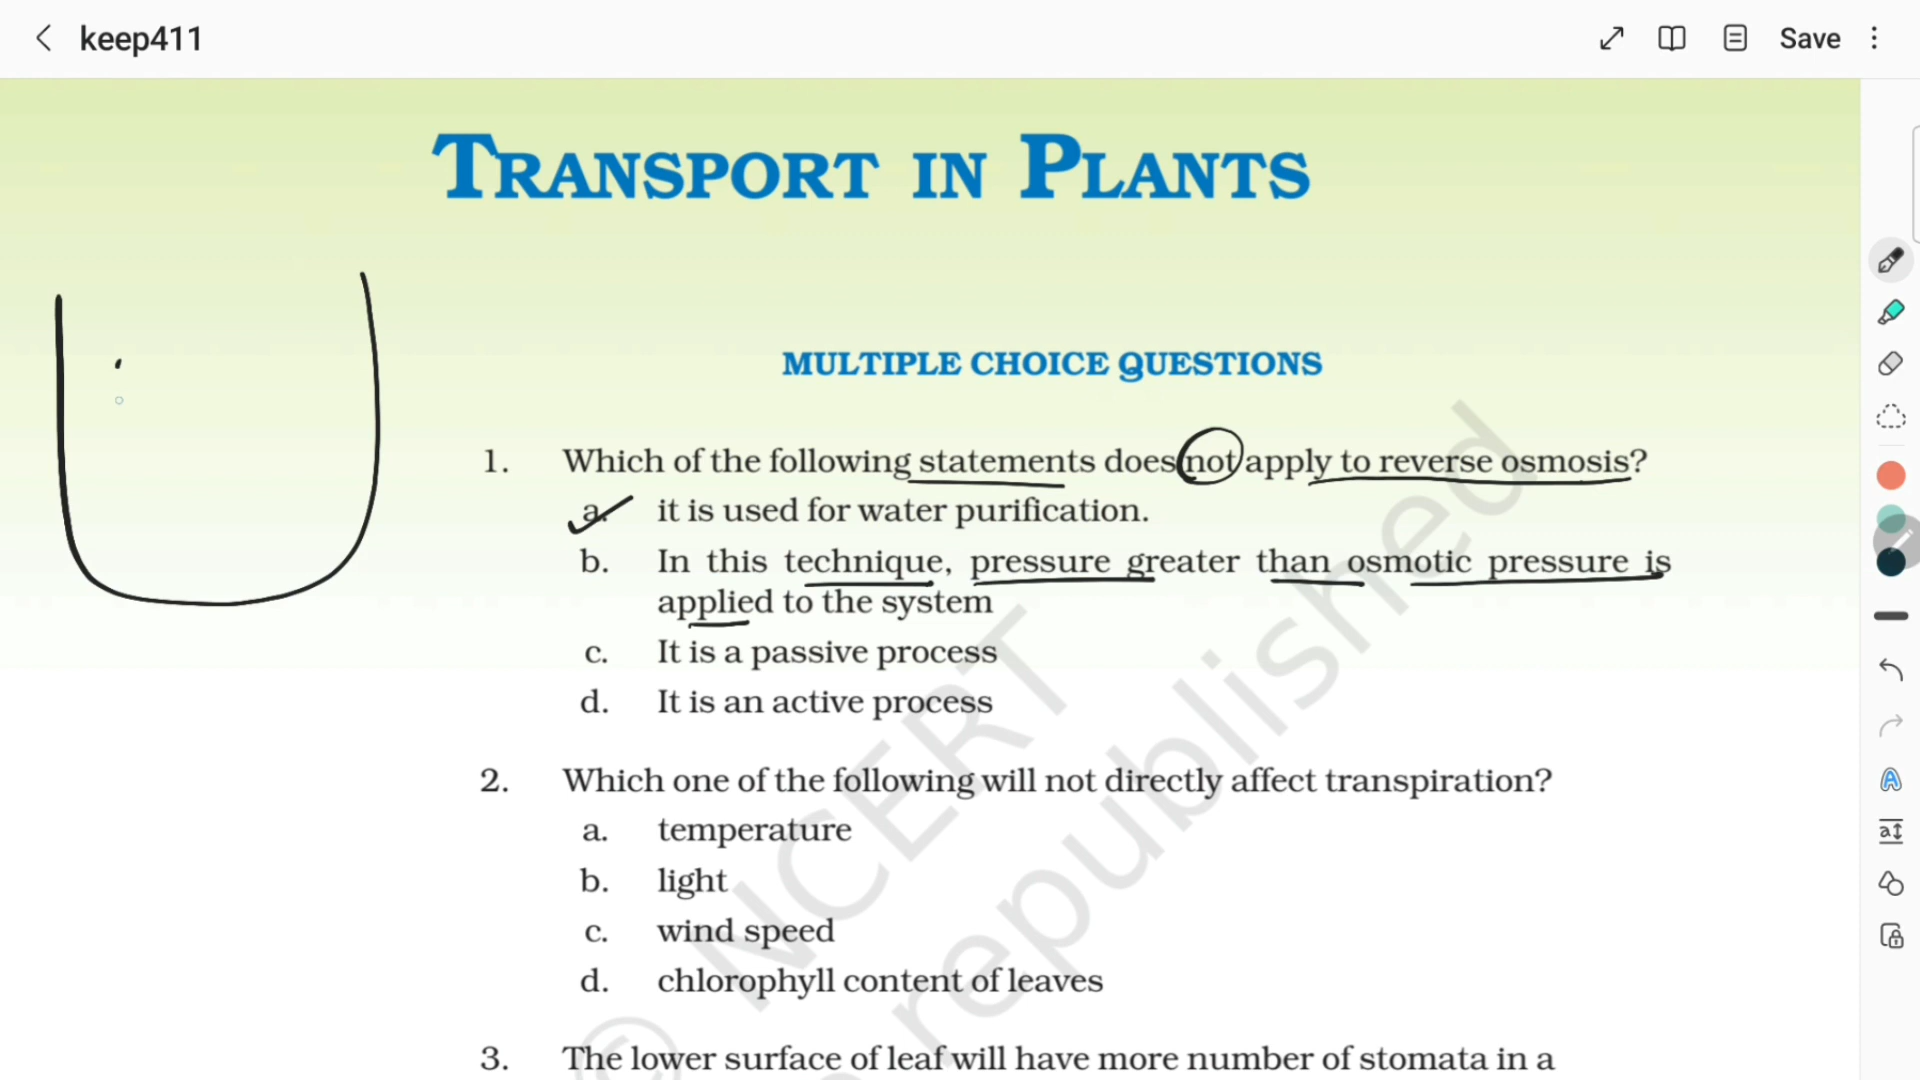 keep411
Save
TRANSPORT IN PLANTS
MULTIPLE CHOICE QUESTIONS
1. Which of the following statements does not apply to reverse osmosis?
a. it is used for water purification.
b. In this technique, pressure greater than osmotic pressure is
applied to the system
c. It is a passive process
d. It is an active process
2. Which one of the following will not directly affect transpiration?
a. temperature
b. light
c. wind speed
d. chlorophyll content of leaves
3. The lower surface of leaf will have more number of stomata in a
© NCERT
republished